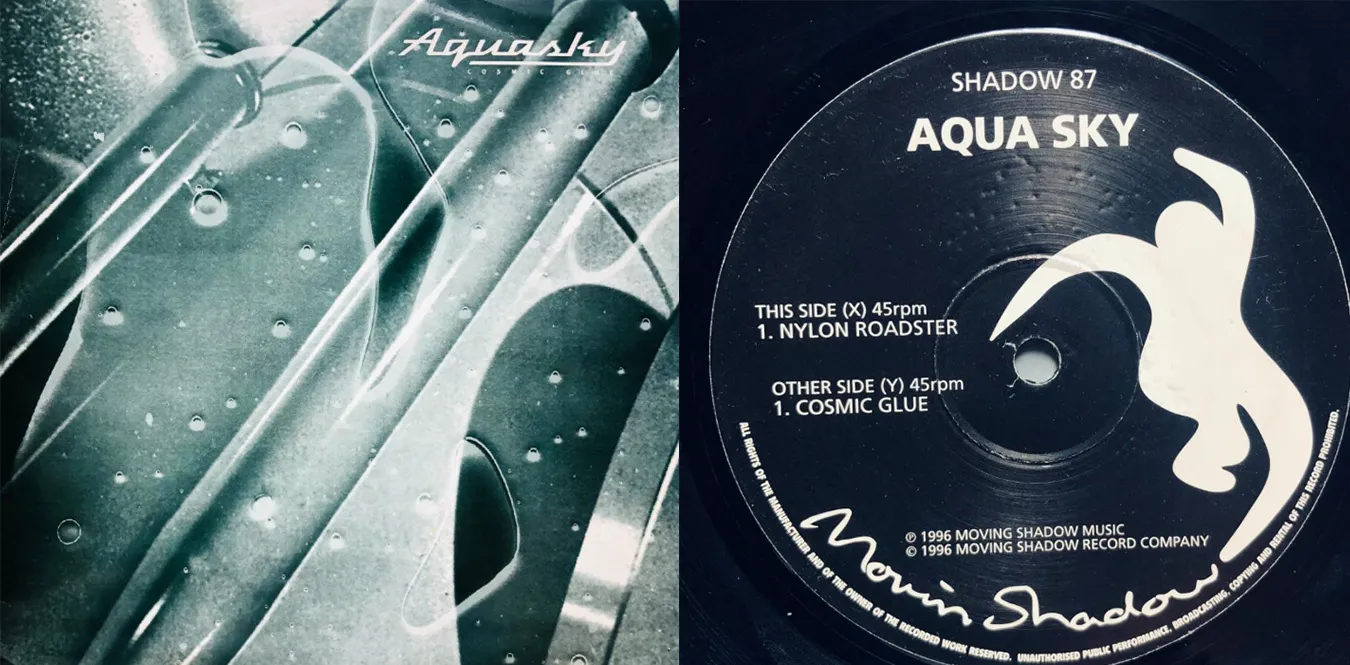 Aquasky
COSMIC GLUE
SHADOW 87
AQUA SKY
THIS SIDE (X) 45rpm
1. NYLON ROADSTER
OTHER SIDE (Y) 45rpm
1. COSMIC GLUE
℗ 1996 MOVING SHADOW MUSIC
© 1996 MOVING SHADOW RECORD COMPANY
Movin Shadow
ALL RIGHTS OF THE MANUFACTURER AND OF THE OWNER OF THE RECORDED WORK RESERVED. UNAUTHORISED PUBLIC PERFORMANCE, BROADCASTING, COPYING AND RENTAL OF THIS RECORD PROHIBITED.